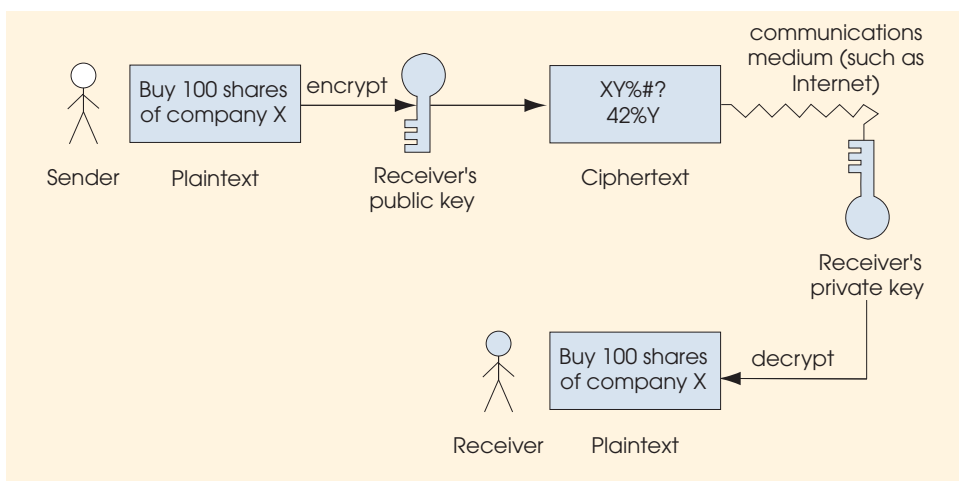 communications
medium (such as
Internet)
Buy 100 shares
of company X
encrypt
XY%#?
42%Y
Sender
Plaintext
Receiver's
public key
Ciphertext
Receiver's
private key
Buy 100 shares
of company X
decrypt
Receiver
Plaintext